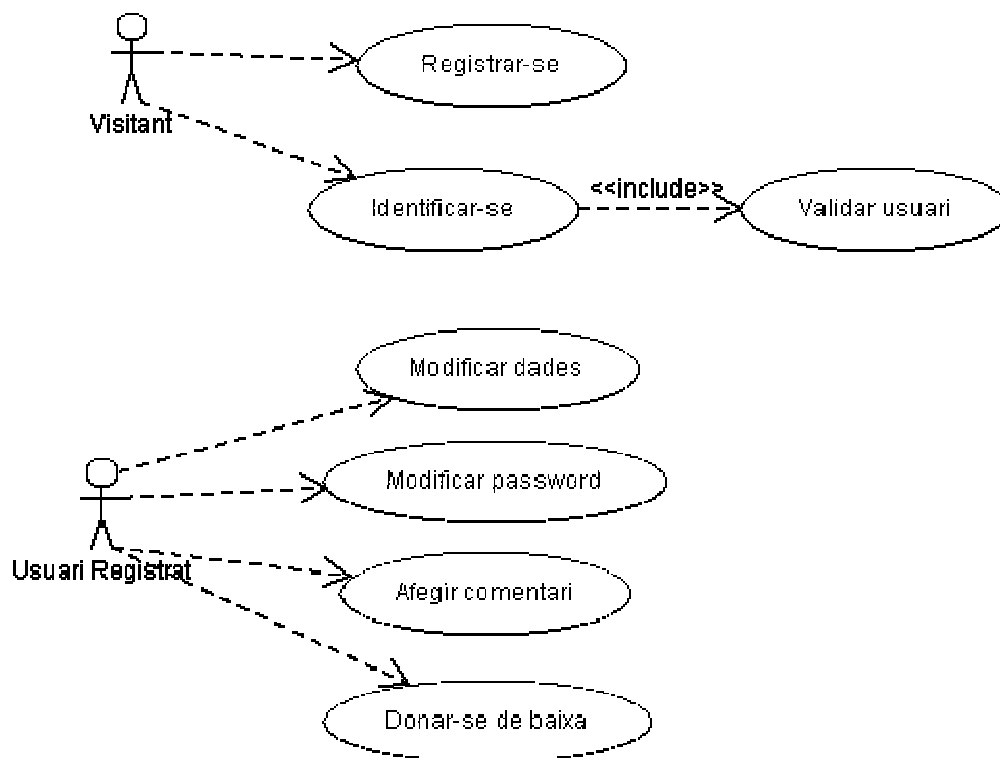 Registrar-se
Visitant
<<include>>
Identificar-se
Validar usuari
Modificar dades
Modificar password
Usuari Registrat
Afegir comentari
Donar-se de baixa